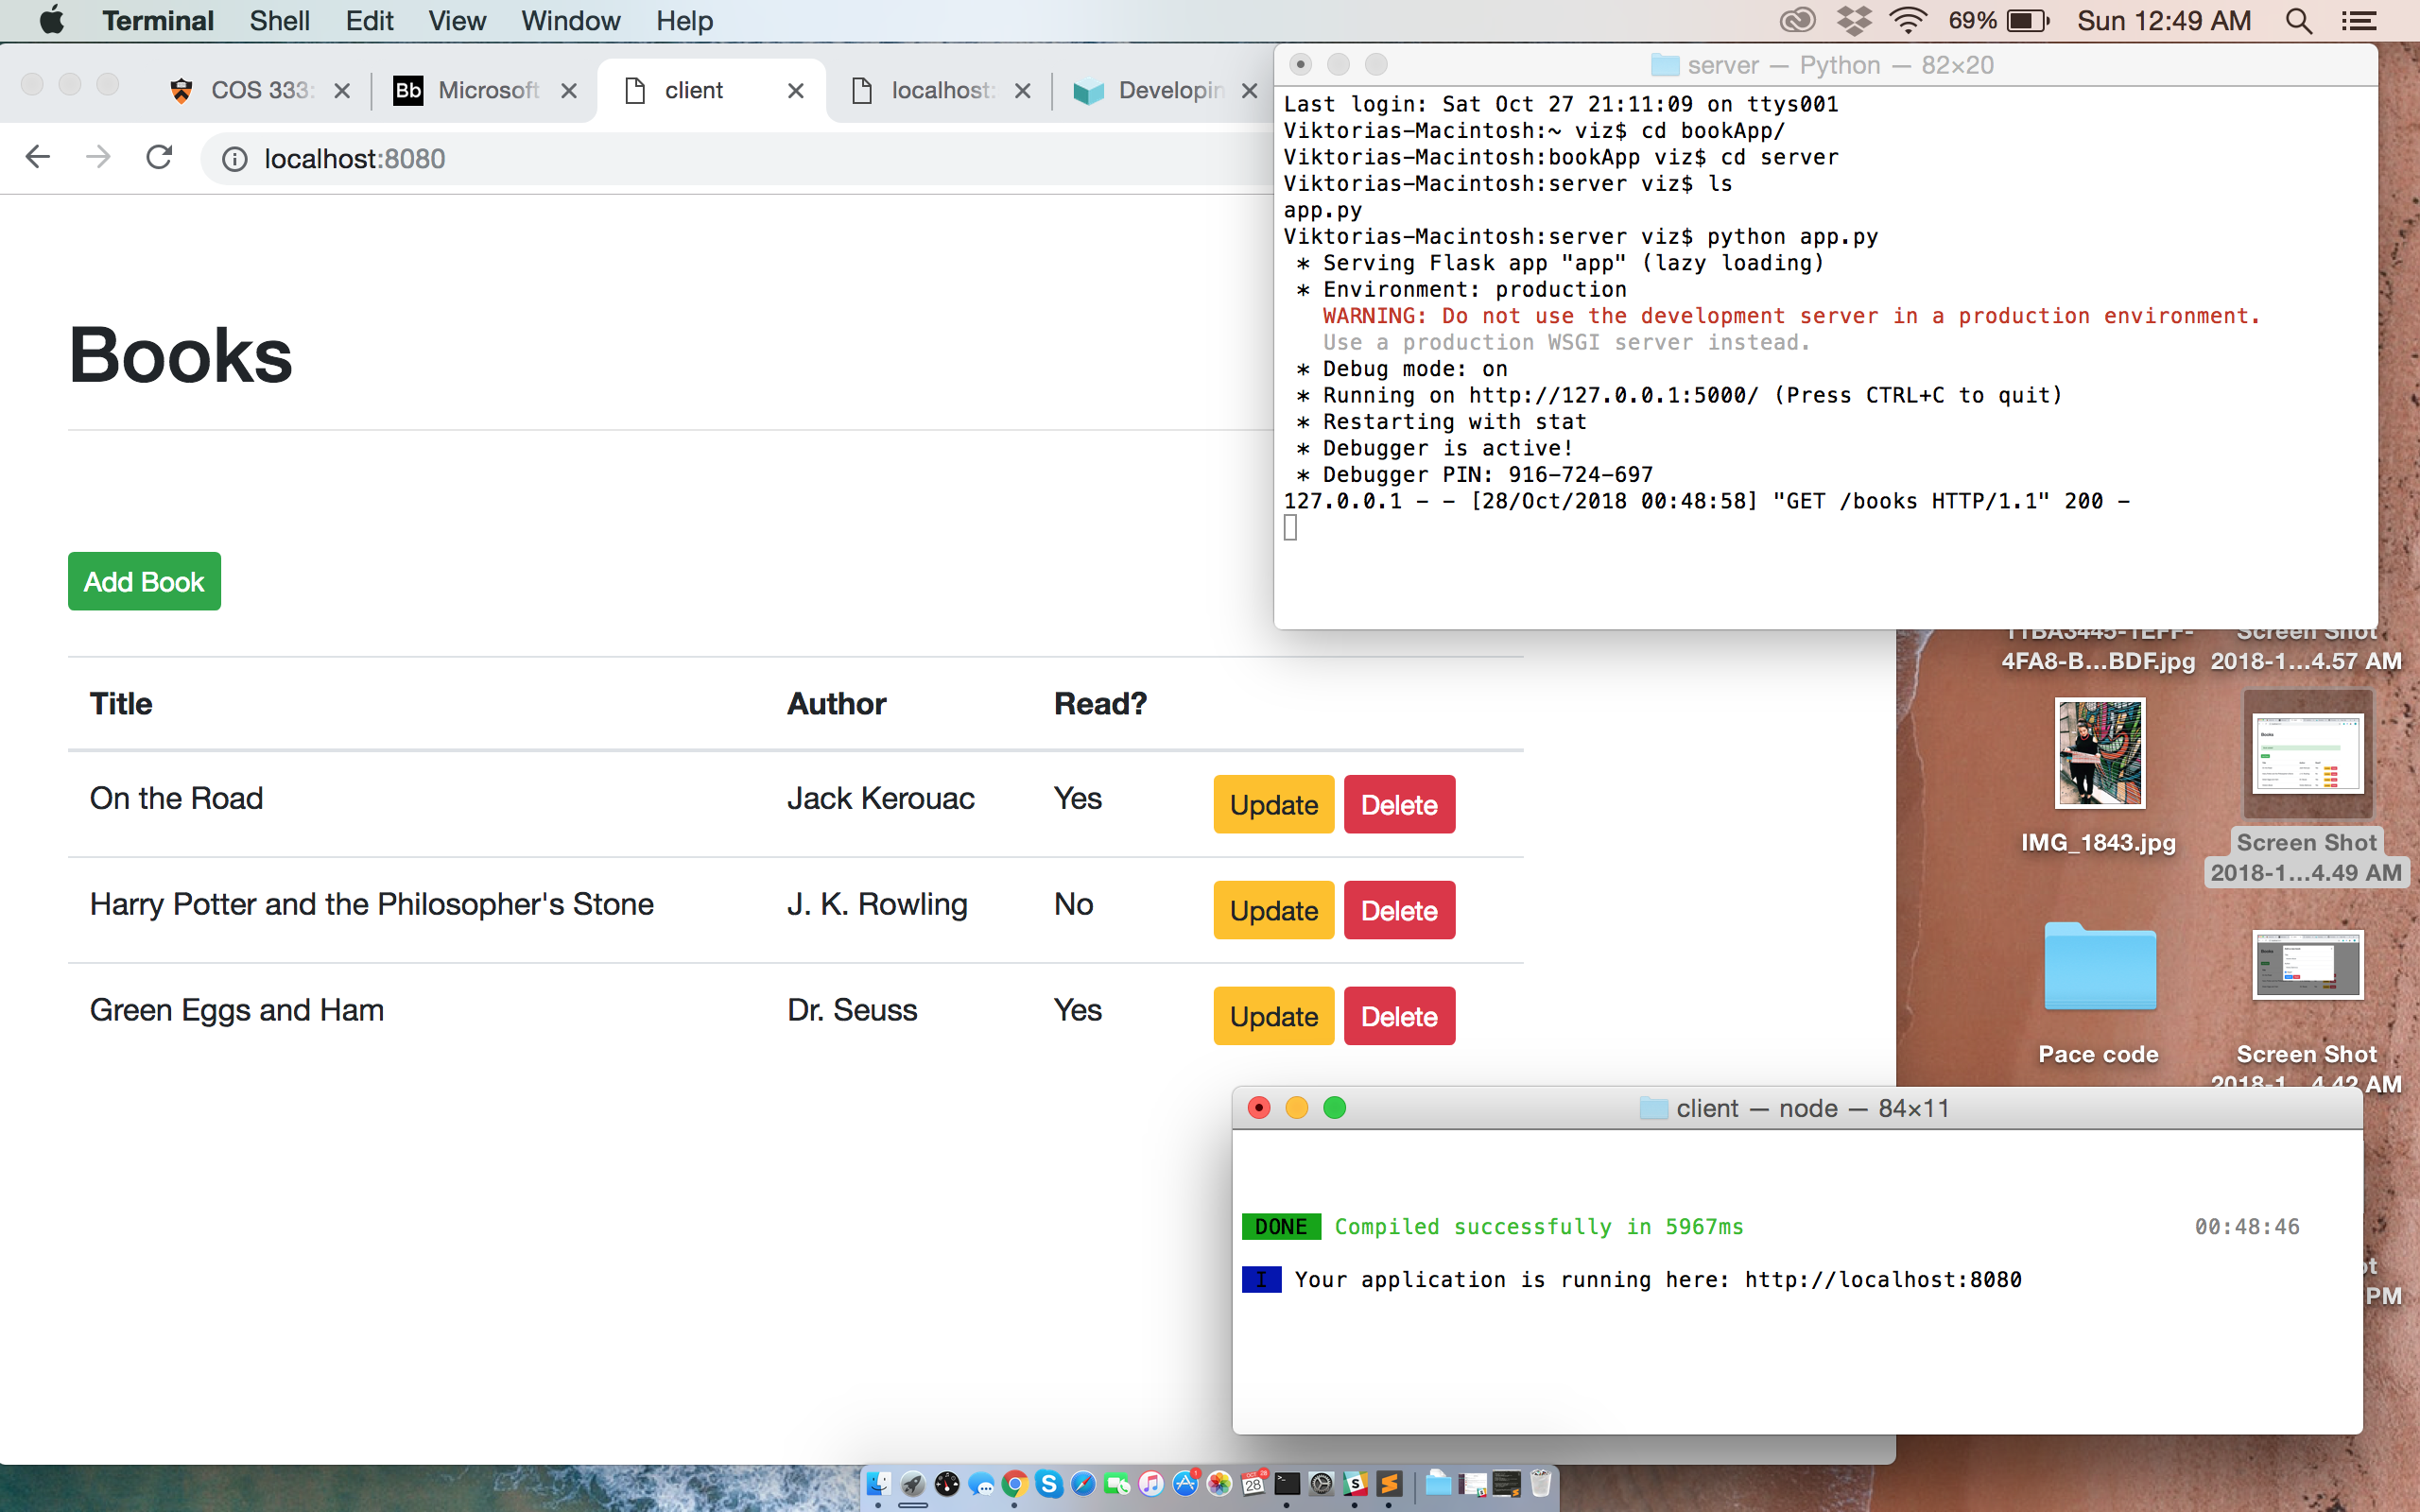 Terminal Shell Edit View Window Help
69% Sun 12:49 AM
COS 333:
Bb Microsoft
client
localhost:
Developin
localhost:8080
Books
Add Book
Title Author Read?
On the Road Jack Kerouac Yes Update Delete
Harry Potter and the Philosopher's Stone J. K. Rowling No Update Delete
Green Eggs and Ham Dr. Seuss Yes Update Delete
server — Python — 82×20
Last login: Sat Oct 27 21:11:09 on ttys001
Viktorias-Macintosh:~ viz$ cd bookApp/
Viktorias-Macintosh:bookApp viz$ cd server
Viktorias-Macintosh:server viz$ ls
app.py
Viktorias-Macintosh:server viz$ python app.py
* Serving Flask app "app" (lazy loading)
* Environment: production
WARNING: Do not use the development server in a production environment.
Use a production WSGI server instead.
* Debug mode: on
* Running on http://127.0.0.1:5000/ (Press CTRL+C to quit)
* Restarting with stat
* Debugger is active!
* Debugger PIN: 916-724-697
127.0.0.1 - - [28/Oct/2018 00:48:58] "GET /books HTTP/1.1" 200 -
4FA8-B...BDF.jpg
Screen Shot
2018-1...4.57 AM
IMG_1843.jpg
Screen Shot
2018-1...4.49 AM
Pace code
Screen Shot
2018-1...4.42 AM
client — node — 84×11
DONE Compiled successfully in 5967ms 00:48:46
I Your application is running here: http://localhost:8080
PM
28